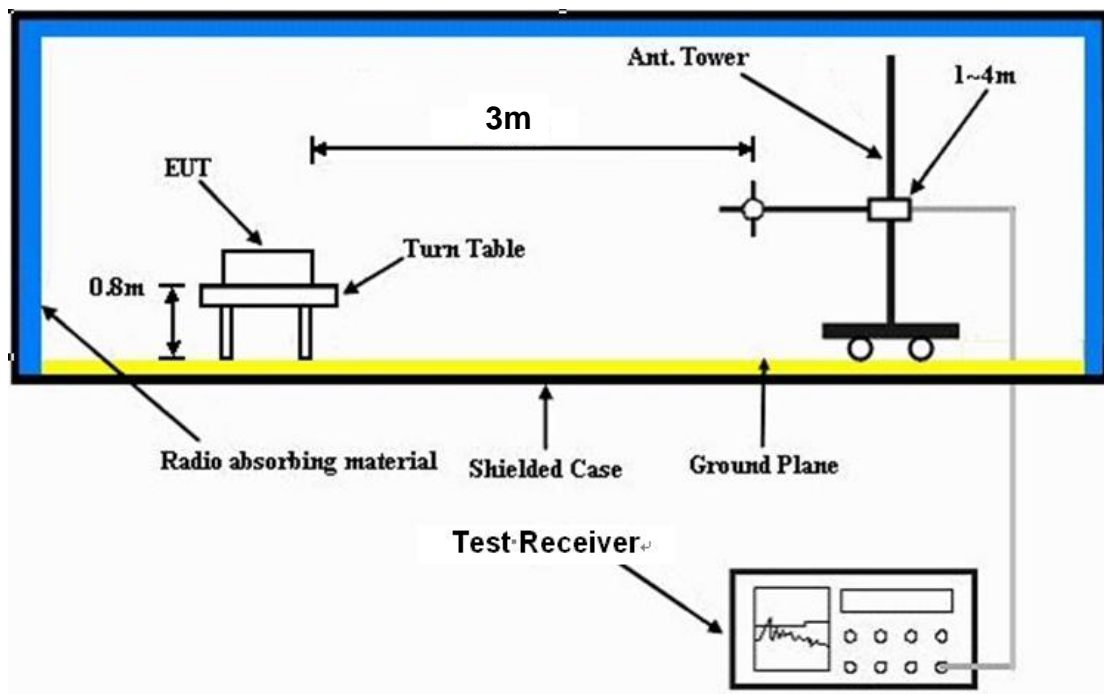 Ant. Tower
1~4m
3m
EUT
Turn Table
0.8m
Radio absorbing material
Shielded Case
Ground Plane
Test Receiver